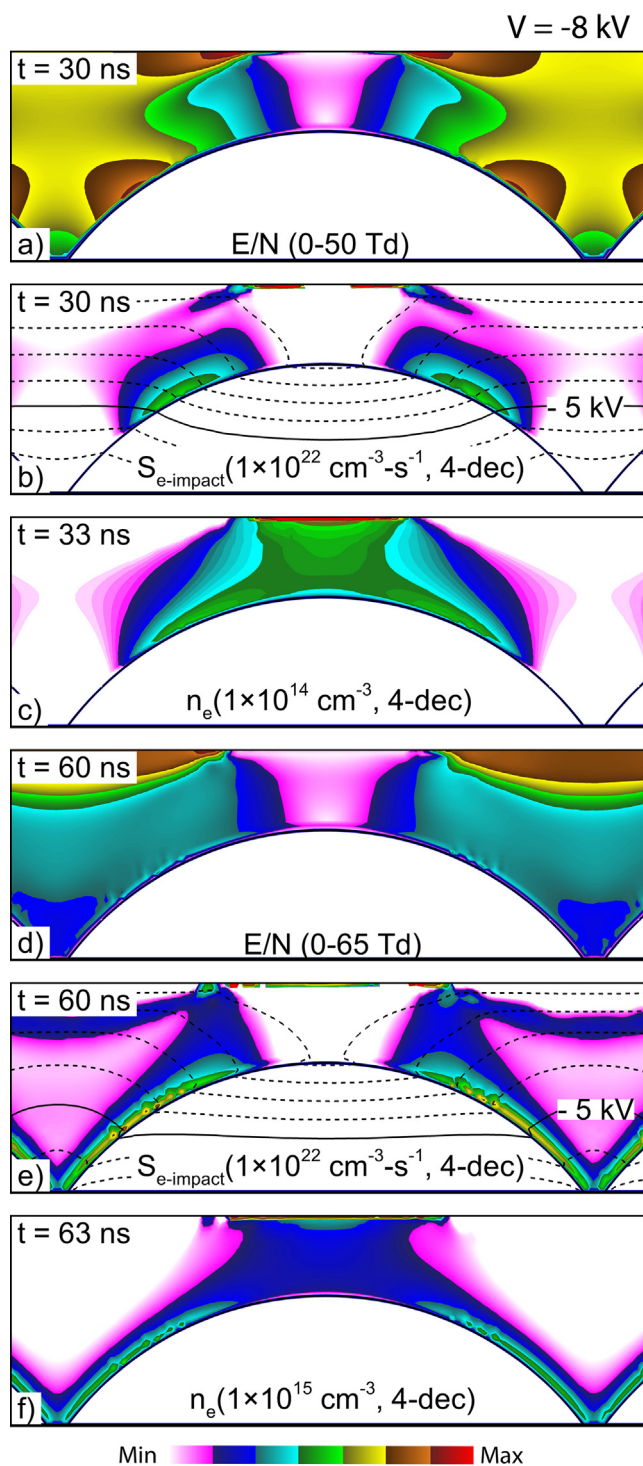 V = -8 kV
t = 30 ns
E/N (0-50 Td)
a)
t = 30 ns
- 5 kV
S_e-impact(1×10^22 cm^-3-s^-1, 4-dec)
b)
t = 33 ns
n_e(1×10^14 cm^-3, 4-dec)
c)
t = 60 ns
E/N (0-65 Td)
d)
t = 60 ns
- 5 kV
S_e-impact(1×10^22 cm^-3-s^-1, 4-dec)
e)
t = 63 ns
n_e(1×10^15 cm^-3, 4-dec)
f)
Min Max